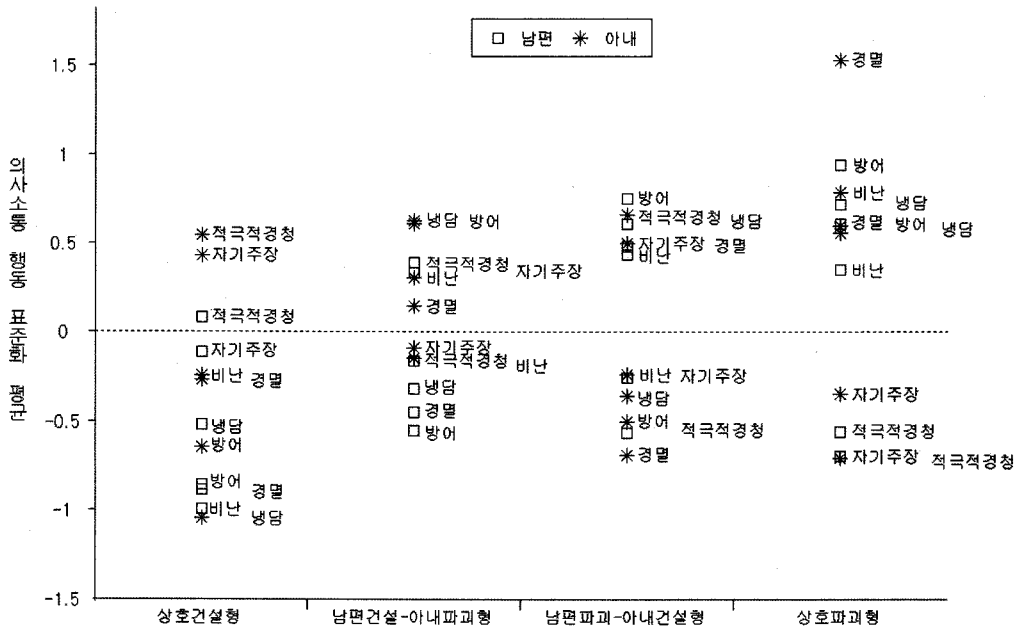 □ 남편 ✳ 아내
의사소통 행동 표준화 평균
1.5
1
0.5
0
-0.5
-1
-1.5
적극적경청
자기주장
적극적경청
자기주장
비난 경멸
냉담
방어
방어
경멸
비난 냉담
냉담 방어
적극적경청
자기주장
비난
경멸
자기주장
적극적경청 비난
냉담
경멸
방어
방어
적극적경청 냉담
자기주장 경멸
비난
비난 자기주장
냉담
방어
적극적경청
경멸
경멸
방어
비난 냉담
경멸 방어 냉담
비난
자기주장
적극적경청
자기주장 적극적경청
상호건설형
남편건설-아내파괴형
남편파괴-아내건설형
상호파괴형